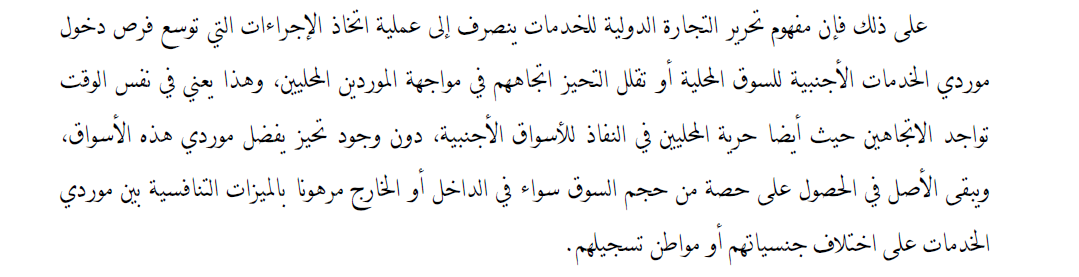 على ذلك فإن مفهوم تحرير التجارة الدولية للخدمات ينصرف إلى عملية اتخاذ الإجراءات التي توسع فرص دخول
موردي الخدمات الأجنبية للسوق المحلية أو تقلل التحيز اتجاههم في مواجهة الموردين المحليين، وهذا يعني في نفس الوقت
تواجد الاتجاهين حيث أيضا حرية المحليين في النفاذ للأسواق الأجنبية، دون وجود تحيز يفضل موردي هذه الأسواق،
ويبقى الأصل في الحصول على حصة من حجم السوق سواء في الداخل أو الخارج مرهونا بالميزات التنافسية بين موردي
الخدمات على اختلاف جنسياتهم أو مواطن تسجيلهم.